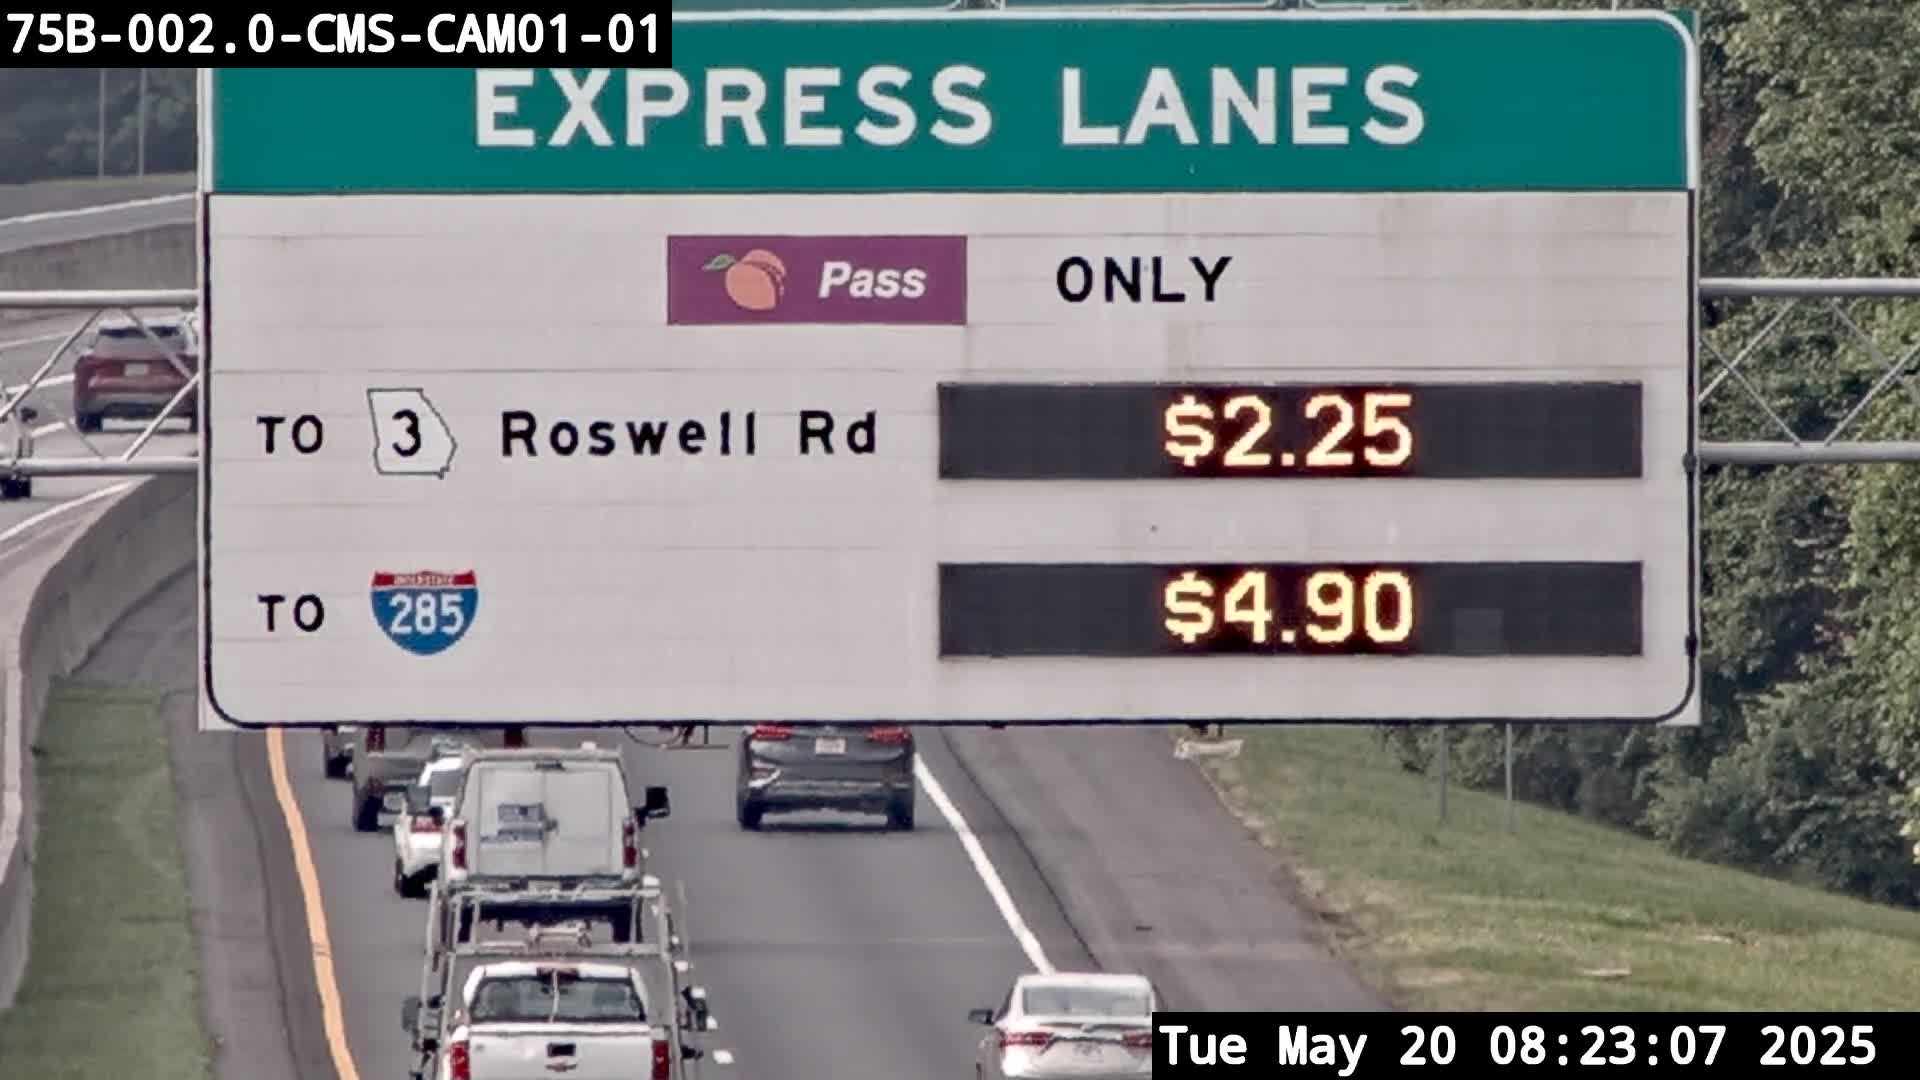 75B-002.0-CMS-CAM01-01
EXPRESS LANES
Pass ONLY
TO 3 Roswell Rd $2.25
INTERSTATE
TO 285 $4.90
Tue May 20 08:23:07 2025